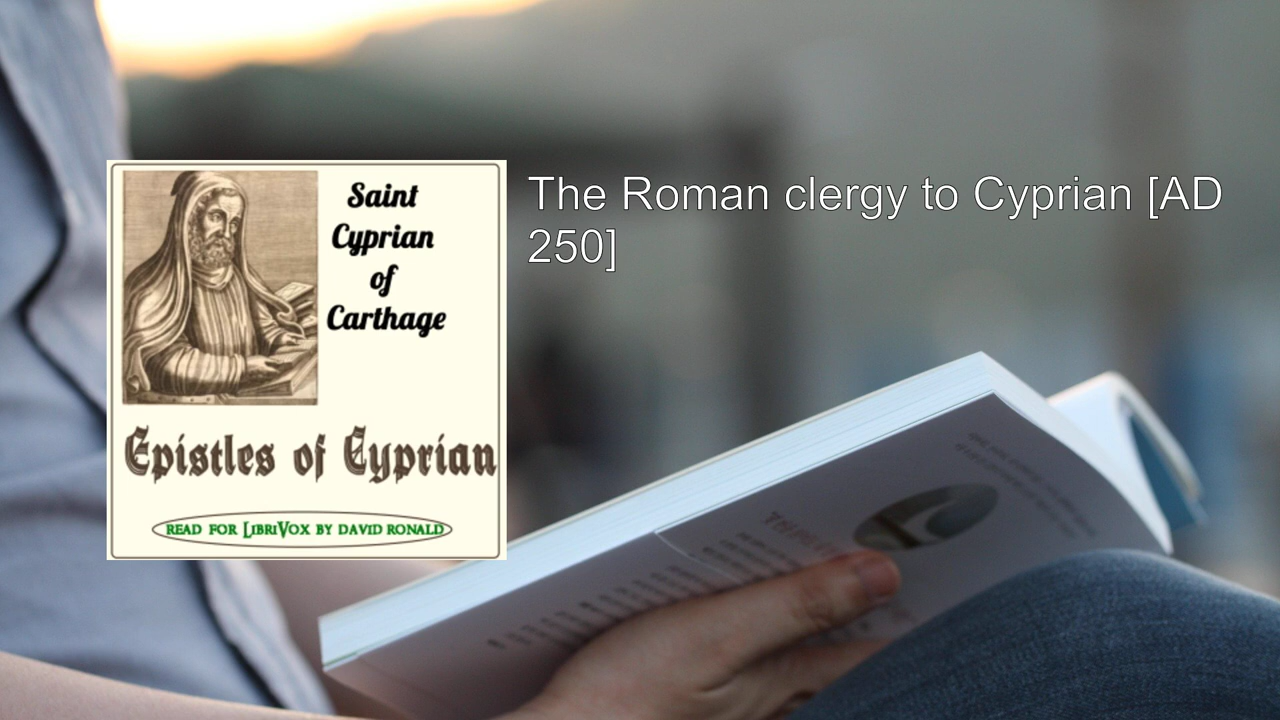 Saint
Cyprian
of
Carthage
Epistles of Cyprian
READ FOR LIBRIVOX BY DAVID RONALD
The Roman clergy to Cyprian [AD
250]